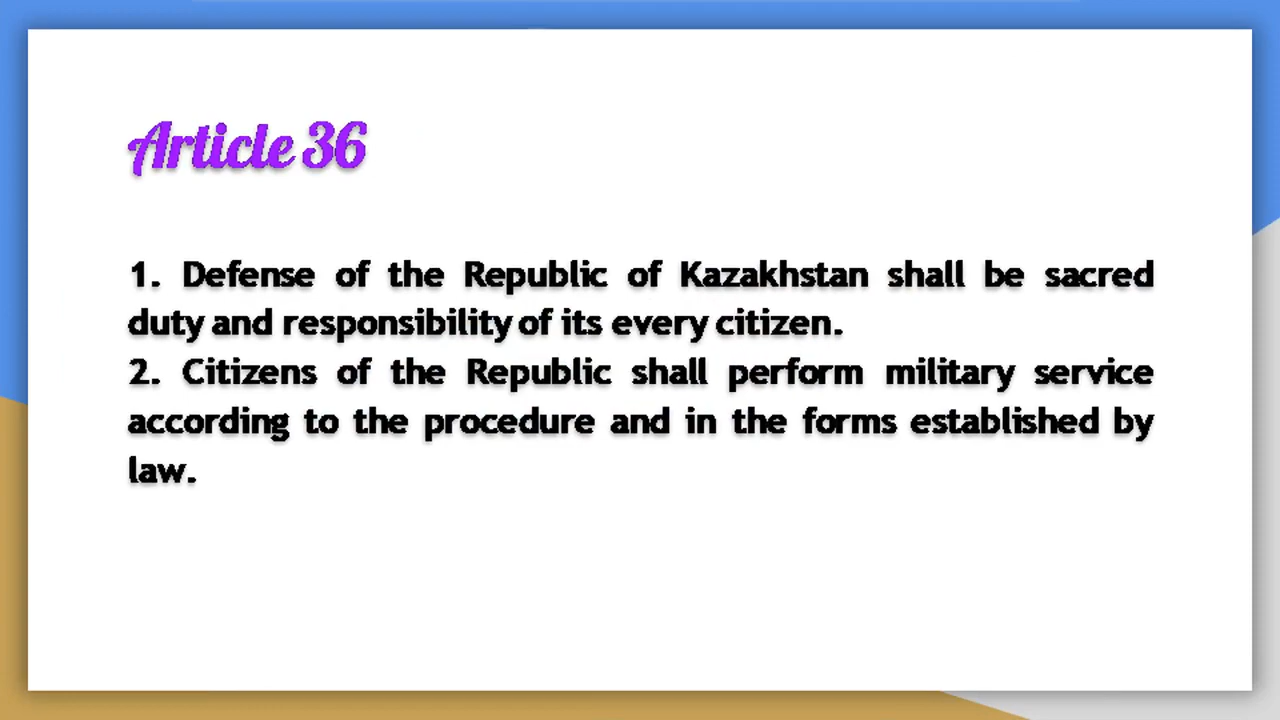 Article 36
1. Defense of the Republic of Kazakhstan shall be sacred
duty and responsibility of its every citizen.
2. Citizens of the Republic shall perform military service
according to the procedure and in the forms established by
law.